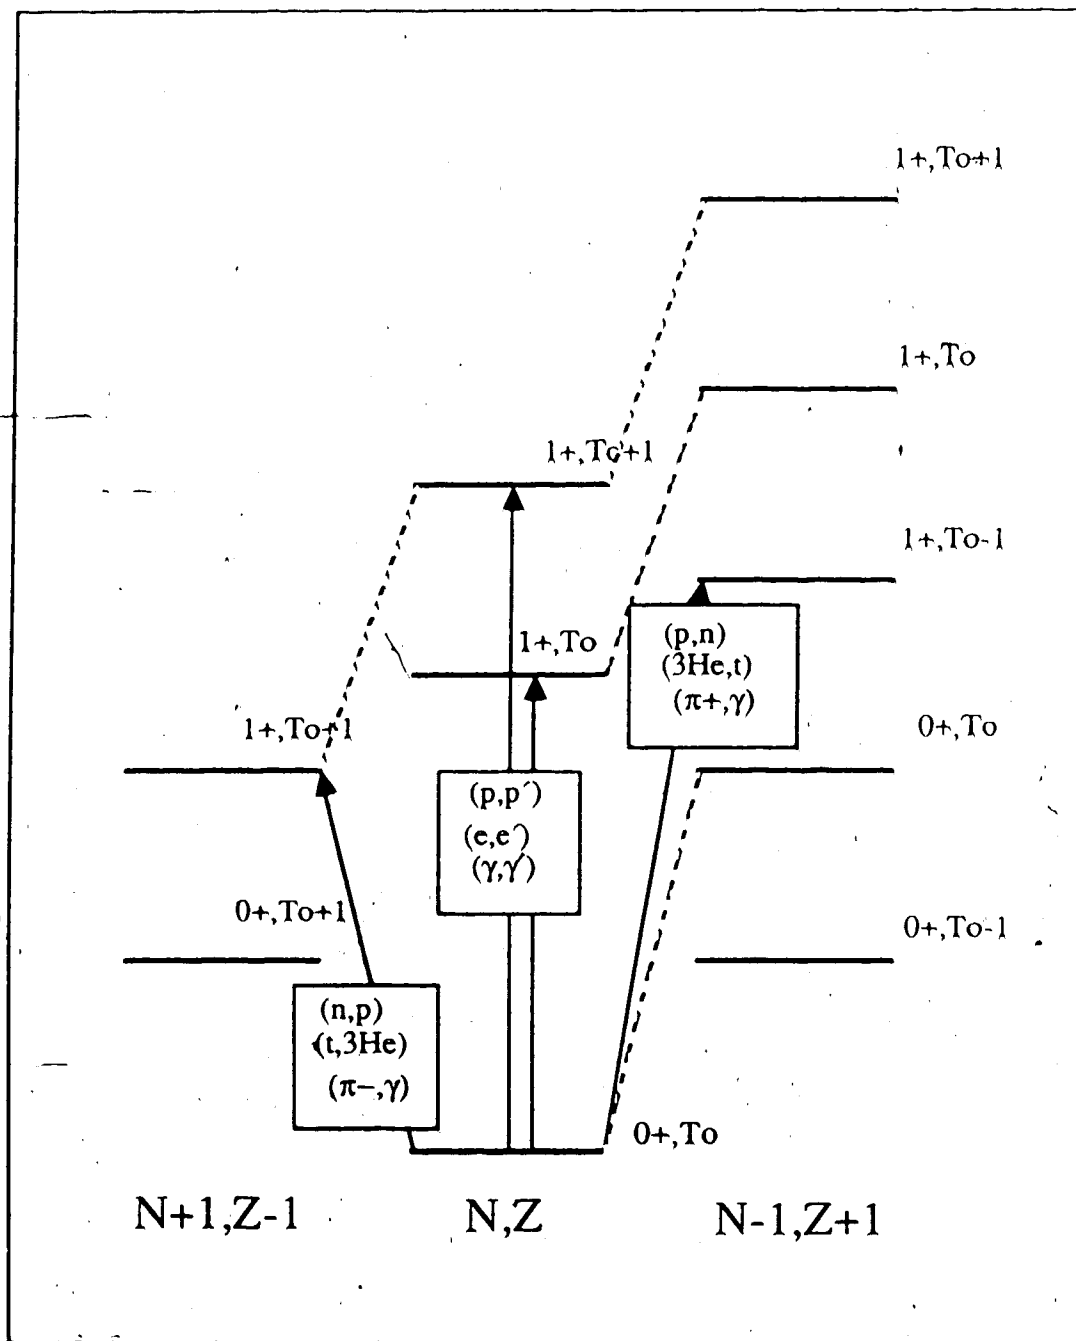 1+,To+1
1+,To
1+,To+1
1+,To-1
1+,To
(p,n)
(3He,t)
(π+,γ)
1+,To+1
0+,To
(p,p´)
(e,e´)
(γ,γ´)
0+,To+1
0+,To-1
(n,p)
(t,3He)
(π−,γ)
0+,To
N+1,Z-1
N,Z
N-1,Z+1